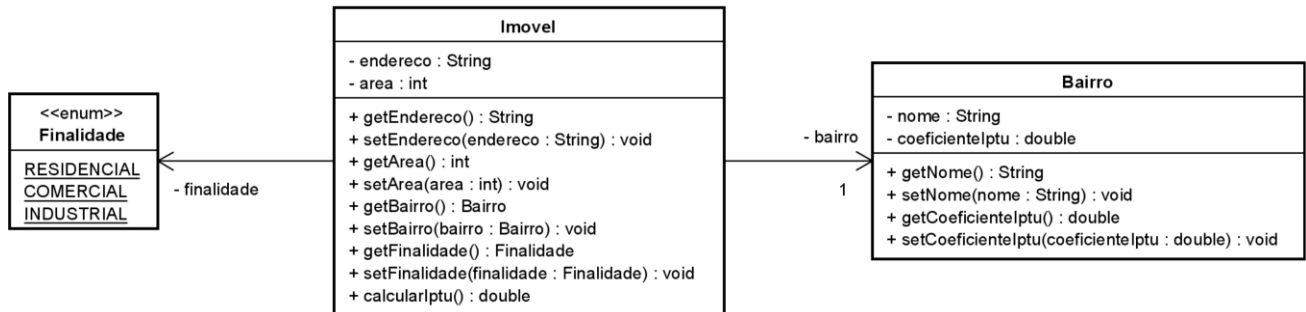 <<enum>>
Finalidade
RESIDENCIAL
COMERCIAL
INDUSTRIAL
- finalidade
Imovel
- endereco : String
- area : int
+ getEndereco() : String
+ setEndereco(endereco : String) : void
+ getArea() : int
+ setArea(area : int) : void
+ getBairro() : Bairro
+ setBairro(bairro : Bairro) : void
+ getFinalidade() : Finalidade
+ setFinalidade(finalidade : Finalidade) : void
+ calcularIptu() : double
- bairro
1
Bairro
- nome : String
- coeficienteIptu : double
+ getNome() : String
+ setNome(nome : String) : void
+ getCoeficienteIptu() : double
+ setCoeficienteIptu(coeficienteIptu : double) : void